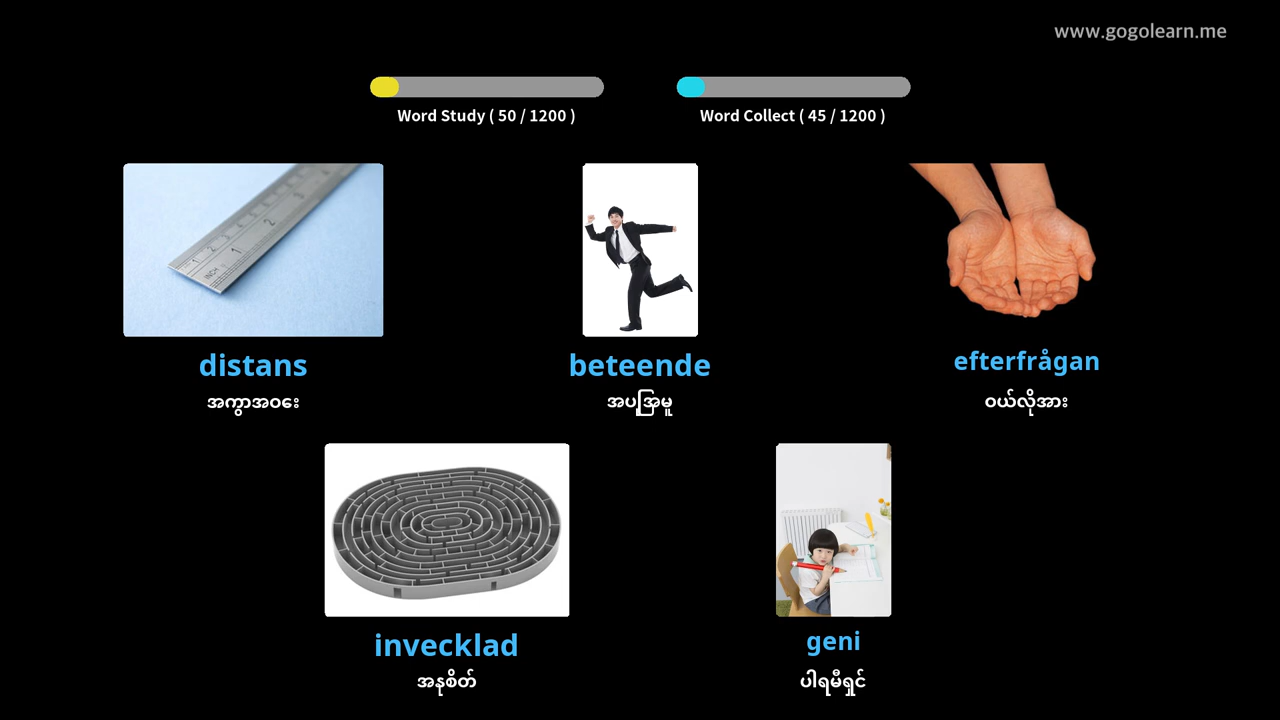 www.gogolearn.me
Word Study ( 50 / 1200 )
Word Collect ( 45 / 1200 )
distans
beteende
efterfrågan
အကွာအဝေး
အပြုအမူ
ဝယ်လိုအား
invecklad
geni
အနုစိတ်
ပါရမီရှင်